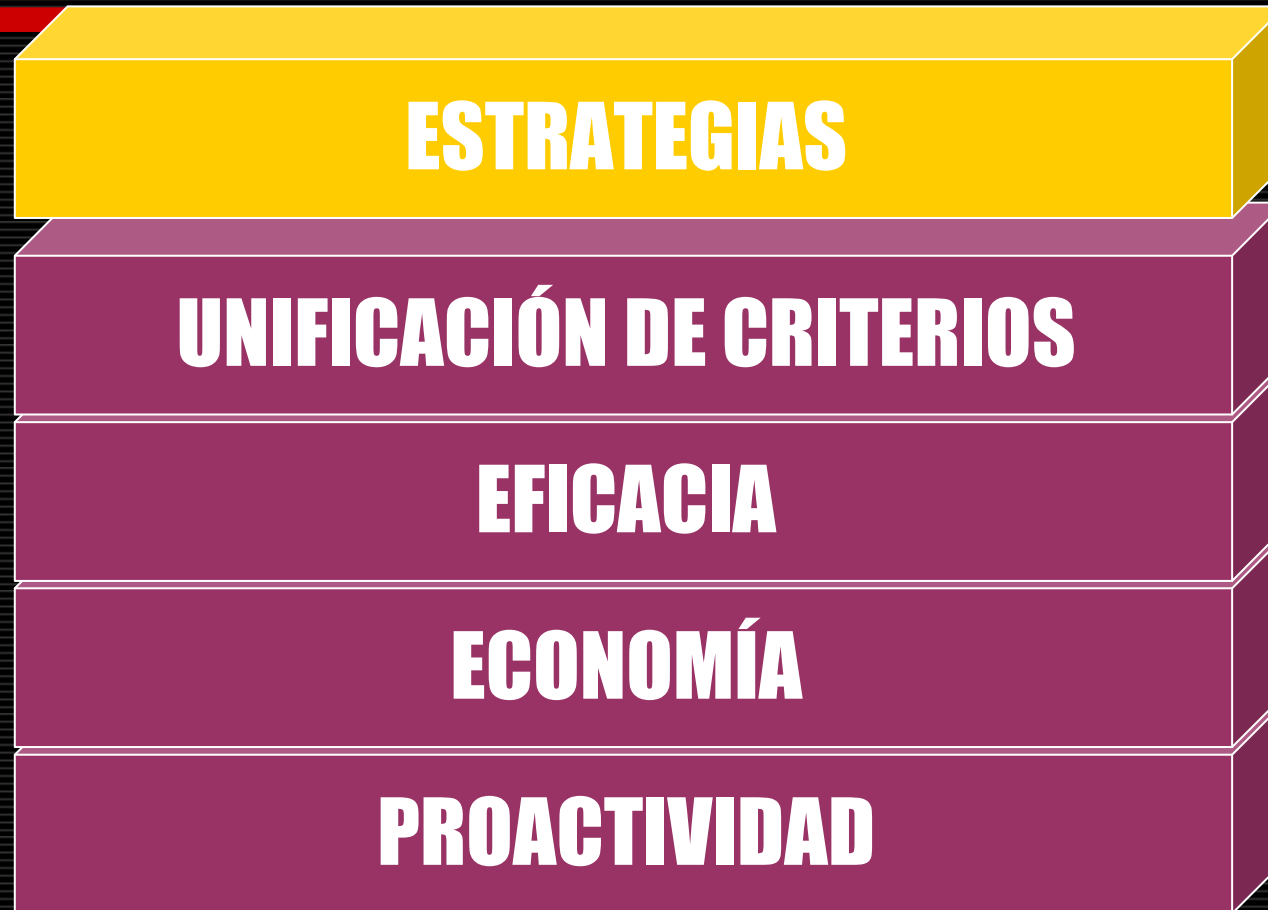 ESTRATEGIAS
UNIFICACIÓN DE CRITERIOS
EFICACIA
ECONOMÍA
PROACTIVIDAD